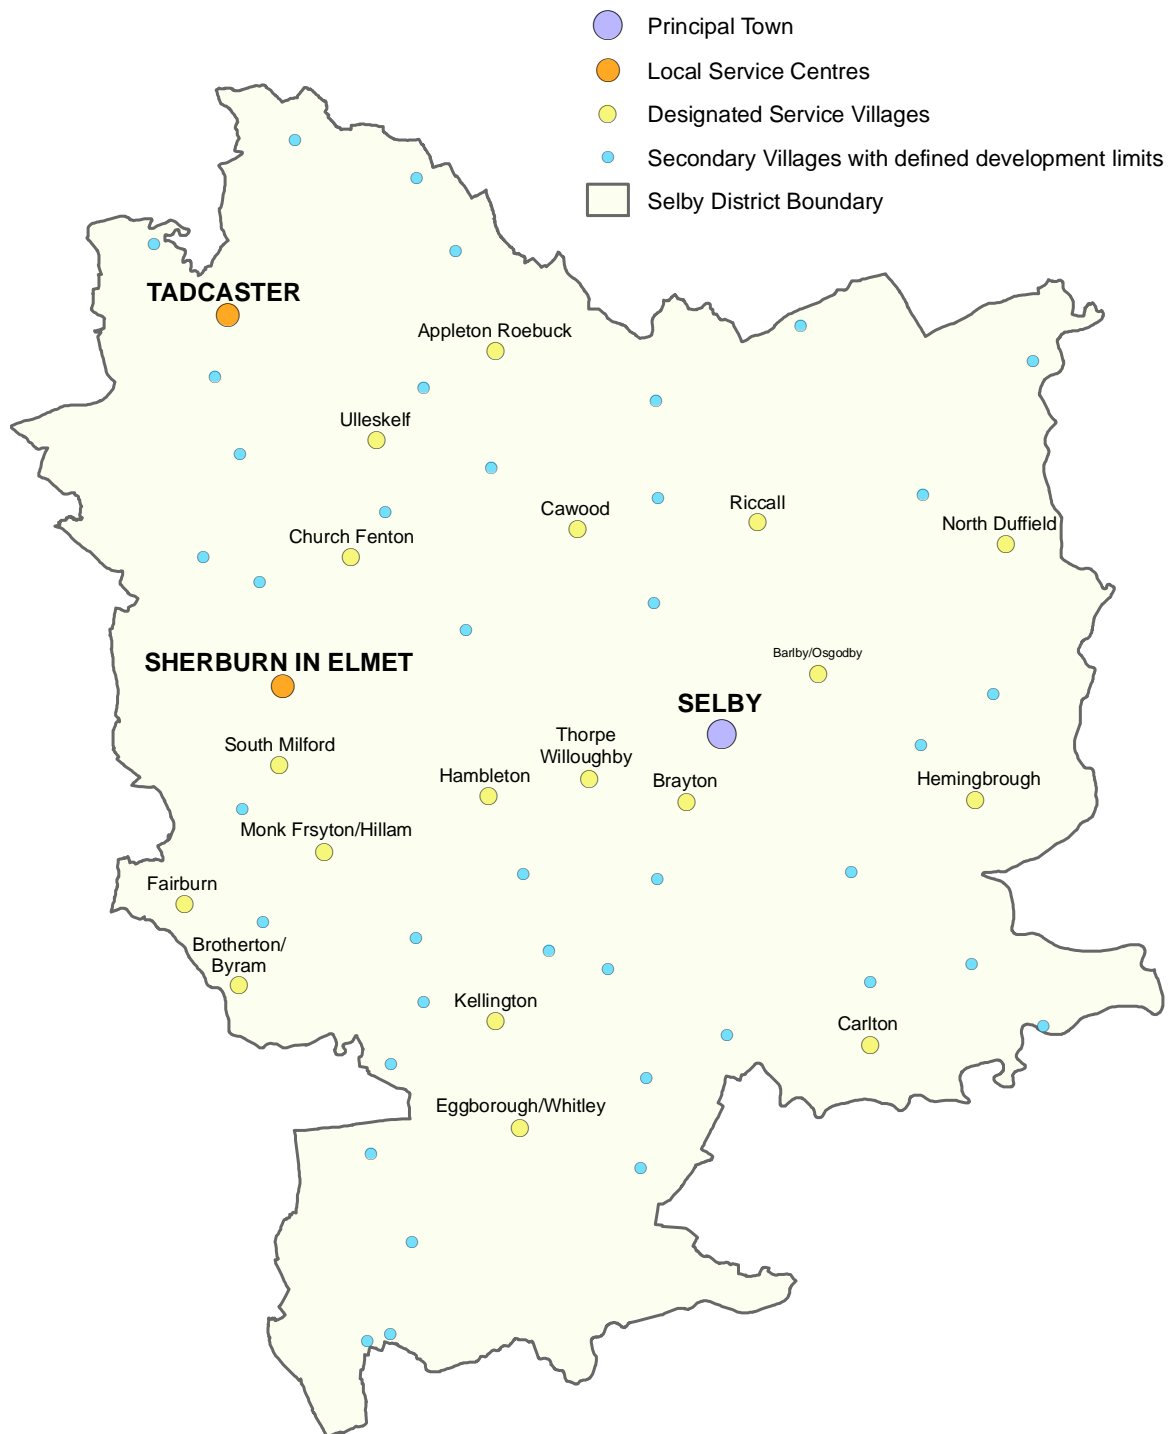 Principal Town
Local Service Centres
Designated Service Villages
Secondary Villages with defined development limits
Selby District Boundary
TADCASTER
Appleton Roebuck
Ulleskelf
Cawood
Riccall
North Duffield
Church Fenton
Barlby/Osgodby
SHERBURN IN ELMET
SELBY
South Milford
Thorpe
Willoughby
Hambleton
Brayton
Hemingbrough
Monk Frsyton/Hillam
Fairburn
Brotherton/
Byram
Kellington
Carlton
Eggborough/Whitley